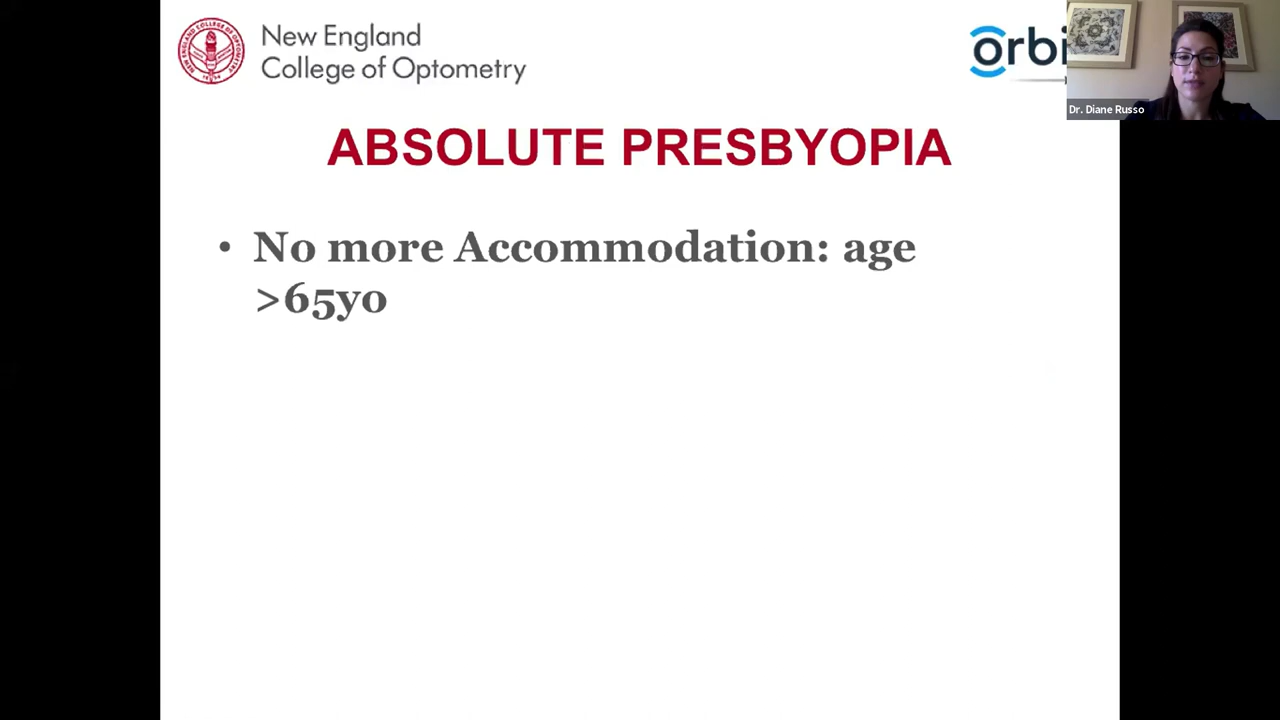 New England
College of Optometry
orbi
Dr. Diane Russo
ABSOLUTE PRESBYOPIA
• No more Accommodation: age
>65yo